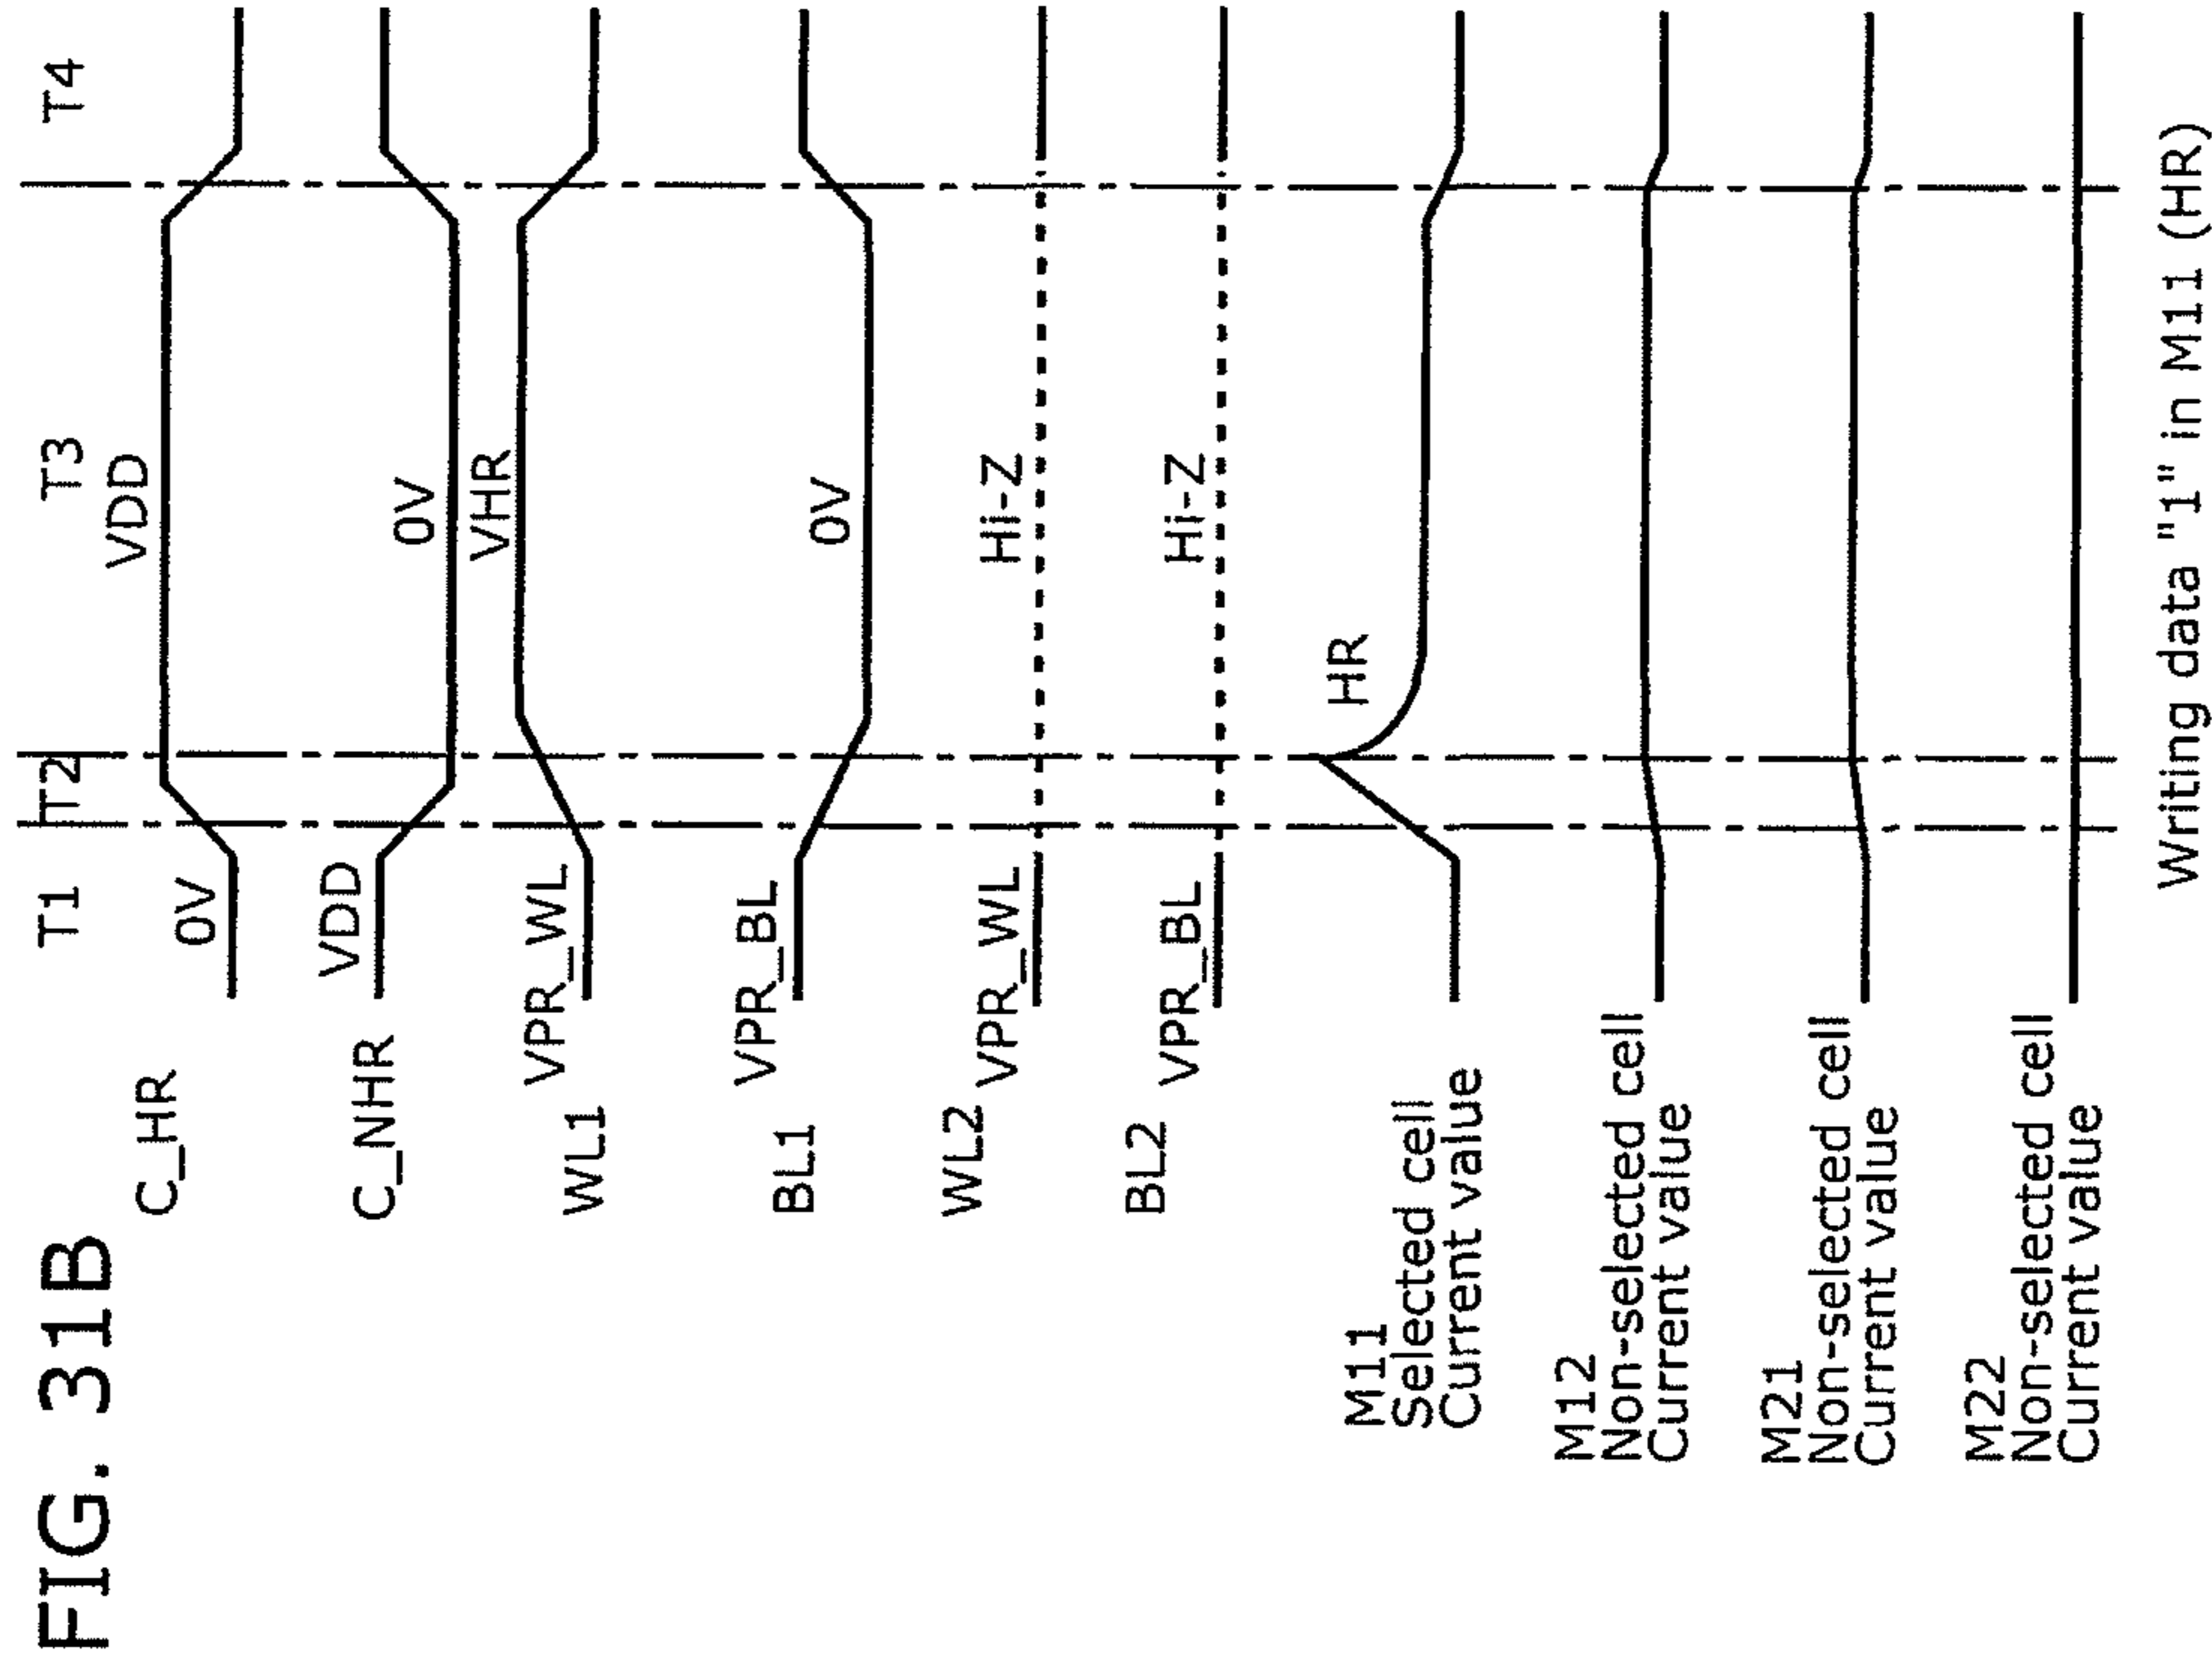 FIG. 31B
T1
T2
T3
T4
C_HR
0V
VDD
C_NHR
VDD
0V
WL1
VPR_WL
VHR
BL1
VPR_BL
0V
WL2
VPR_WL
Hi-Z
BL2
VPR_BL
Hi-Z
M11
Selected cell
Current value
HR
M12
Non-selected cell
Current value
M21
Non-selected cell
Current value
M22
Non-selected cell
Current value
Writing data "1" in M11 (HR)